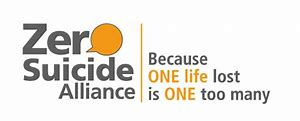 Zero
Suicide
Alliance
Because
ONE life lost
is ONE too many